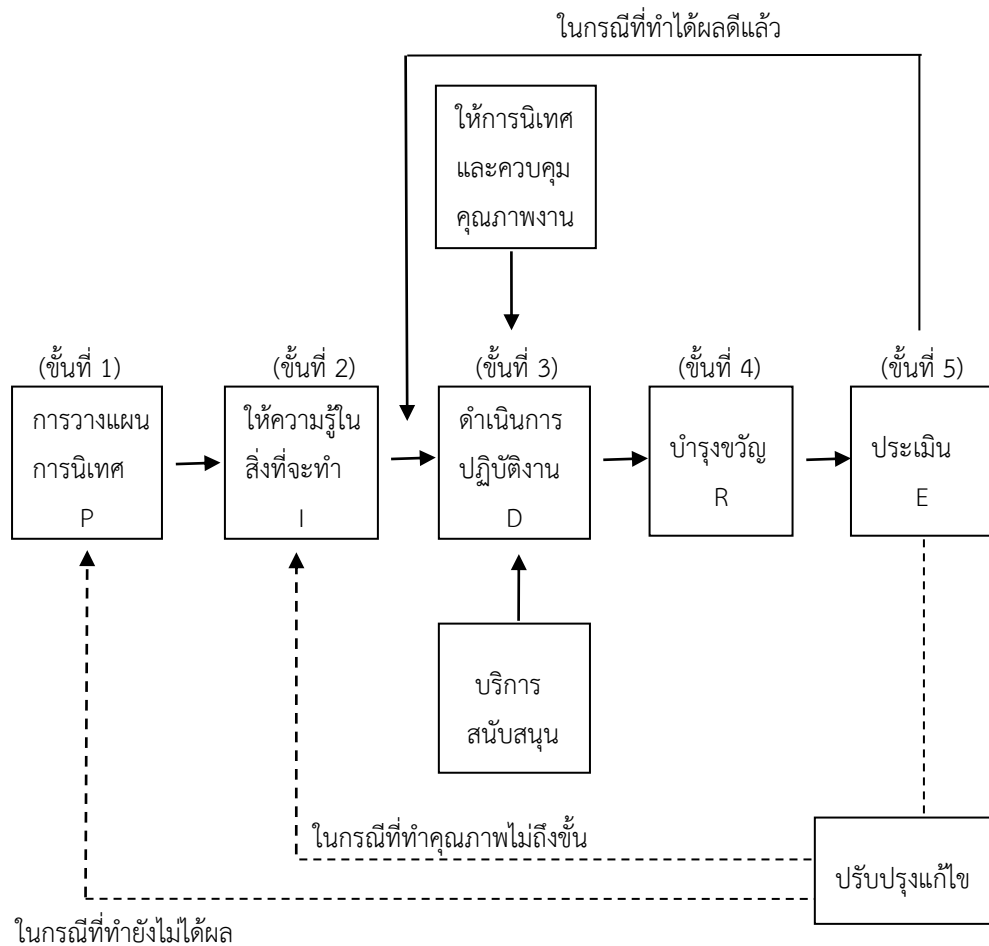 ในกรณีที่ทำได้ผลดีแล้ว
ให้การนิเทศ
และควบคุม
คุณภาพงาน
(ขั้นที่ 1)
การวางแผน
การนิเทศ
P
(ขั้นที่ 2)
ให้ความรู้ใน
สิ่งที่จะทำ
I
(ขั้นที่ 3)
ดำเนินการ
ปฏิบัติงาน
D
(ขั้นที่ 4)
บำรุงขวัญ
R
(ขั้นที่ 5)
ประเมิน
E
บริการ
สนับสนุน
ในกรณีที่ทำคุณภาพไม่ถึงขั้น
ปรับปรุงแก้ไข
ในกรณีที่ทำยังไม่ได้ผล